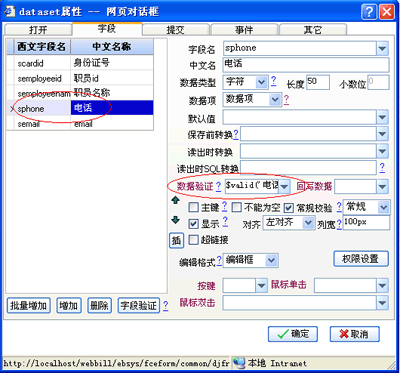 dataset属性 -- 网页对话框
打开 字段 提交 事件 其它
西文字段名 中文名称
scardid 身份证号
semployeeid 职员id
semployeenam 职员名称
sphone 电话
semail email
字段名 sphone
中文名 电话
数据类型 字符 ? 长度 50 小数位 0
数据项 数据项 ?
默认值
保存前转换 ?
读出时转换
读出时SQL转换
数据验证 ? $valid('电话 回写数据
主键 ? 不能为空 常规校验 ? 常规
显示 ? 对齐 左对齐 列宽 ? 100px
插 超链接
编辑格式 ? 编辑框 权限设置
按键 鼠标单击
鼠标双击
批量增加 增加 删除 字段验证 ?
确定 取消
http://localhost/webbill/ebsys/fceform/common/djfr 本地 Intranet